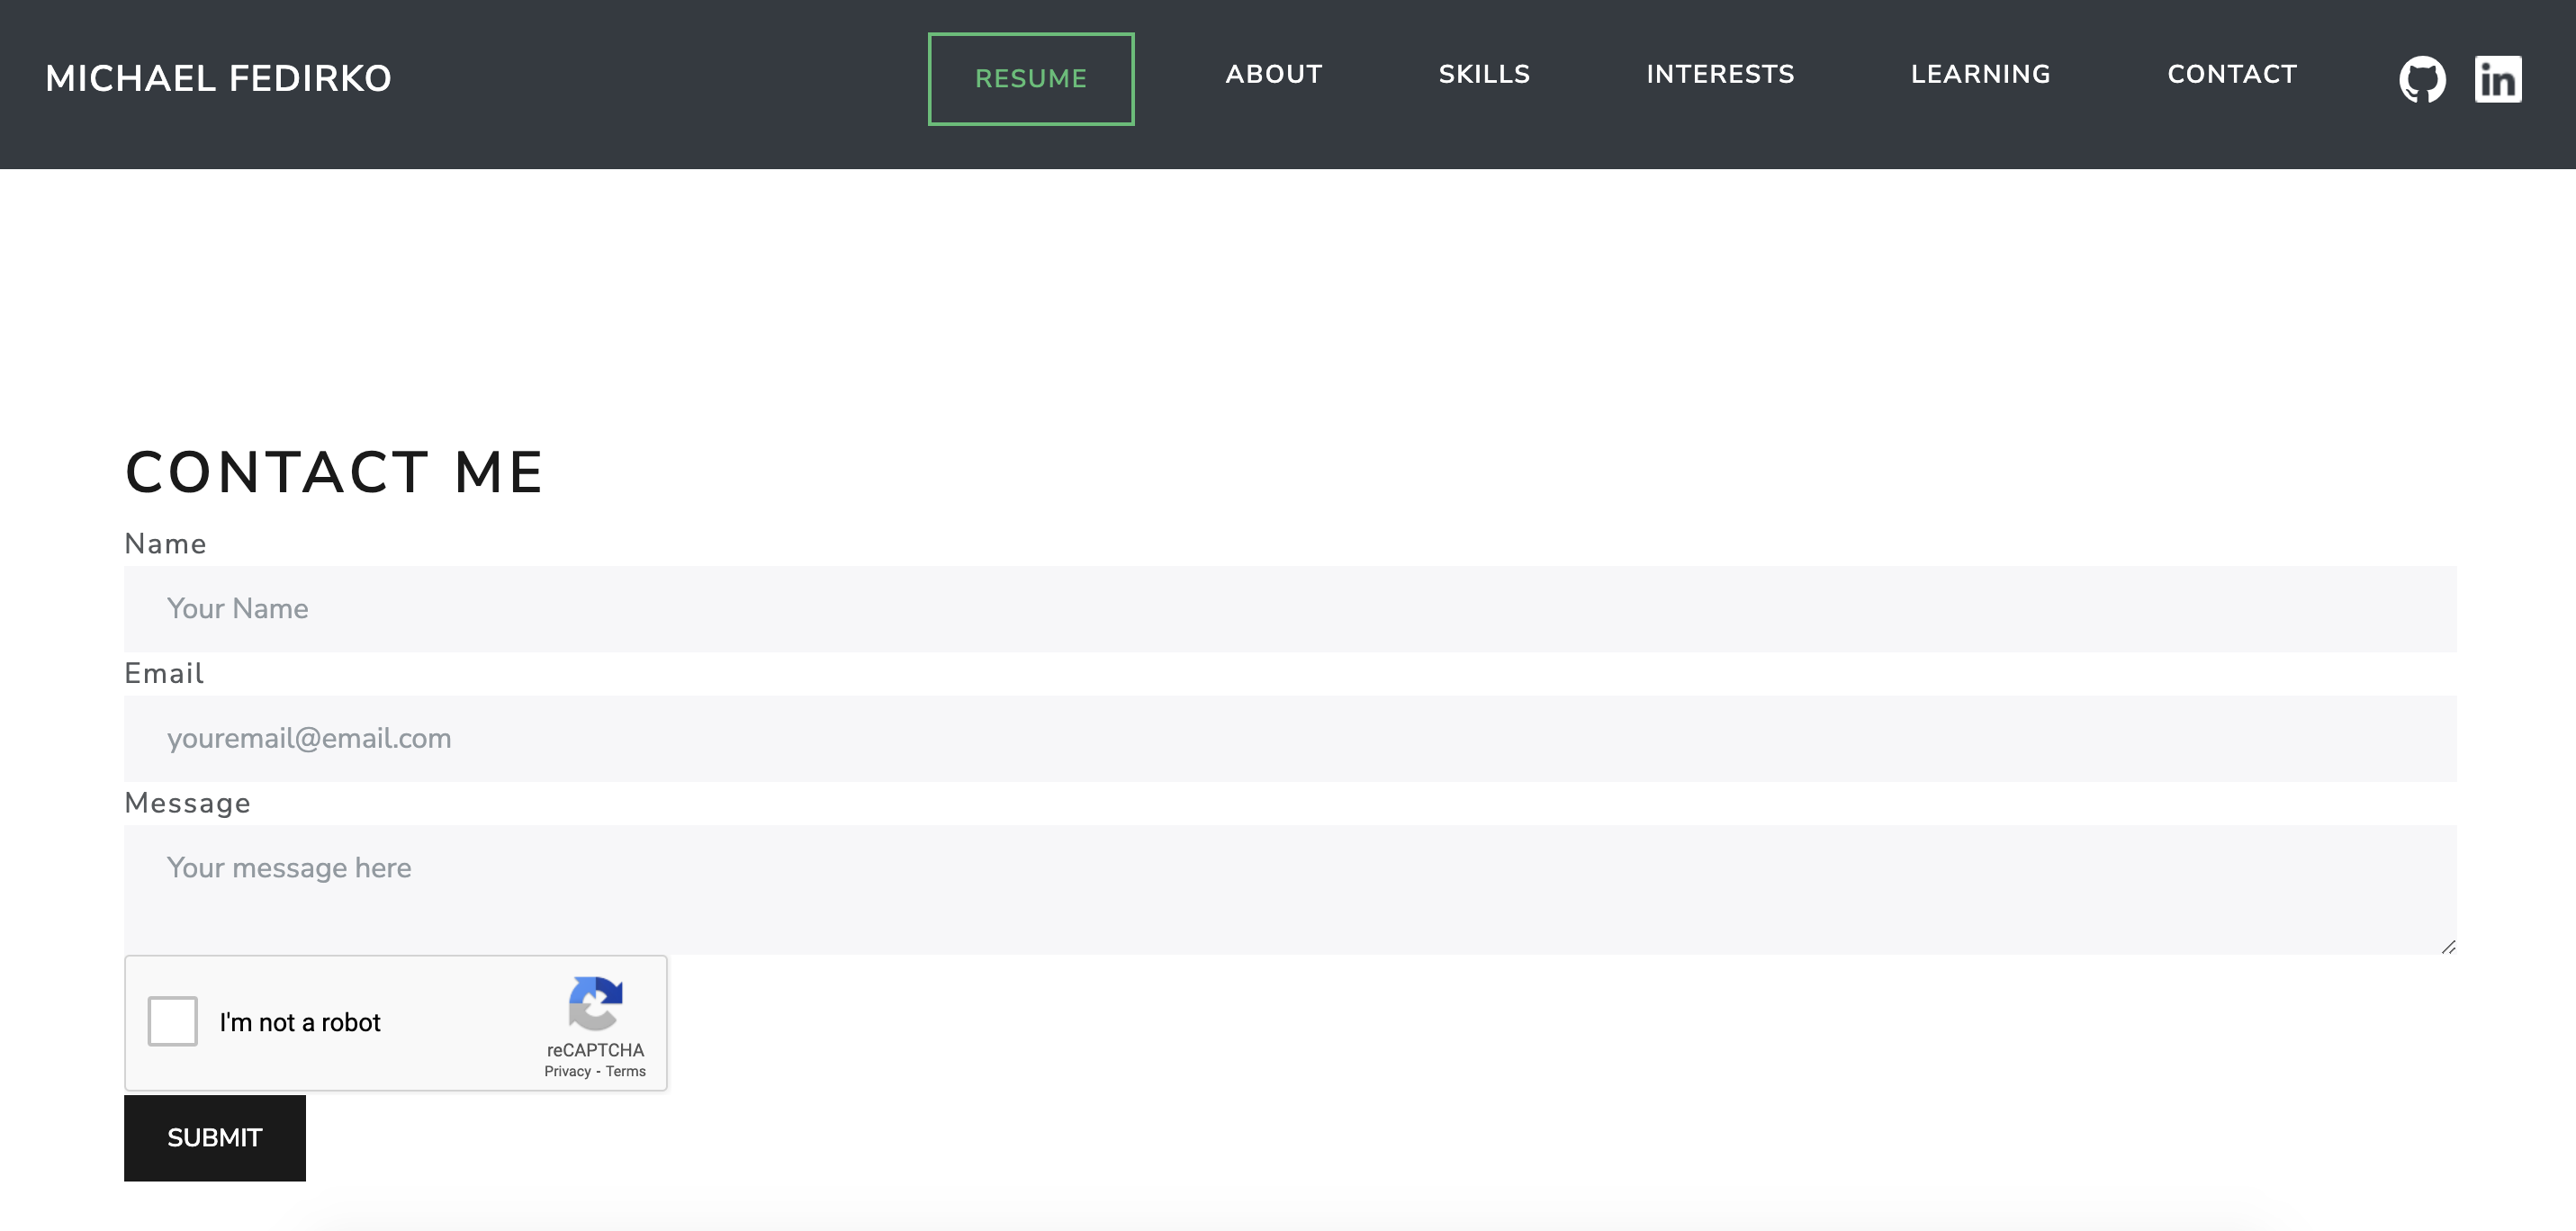 MICHAEL FEDIRKO
RESUME
ABOUT
SKILLS
INTERESTS
LEARNING
CONTACT
in
CONTACT ME
Name
Your Name
Email
youremail@email.com
Message
Your message here
I'm not a robot
reCAPTCHA
Privacy - Terms
SUBMIT